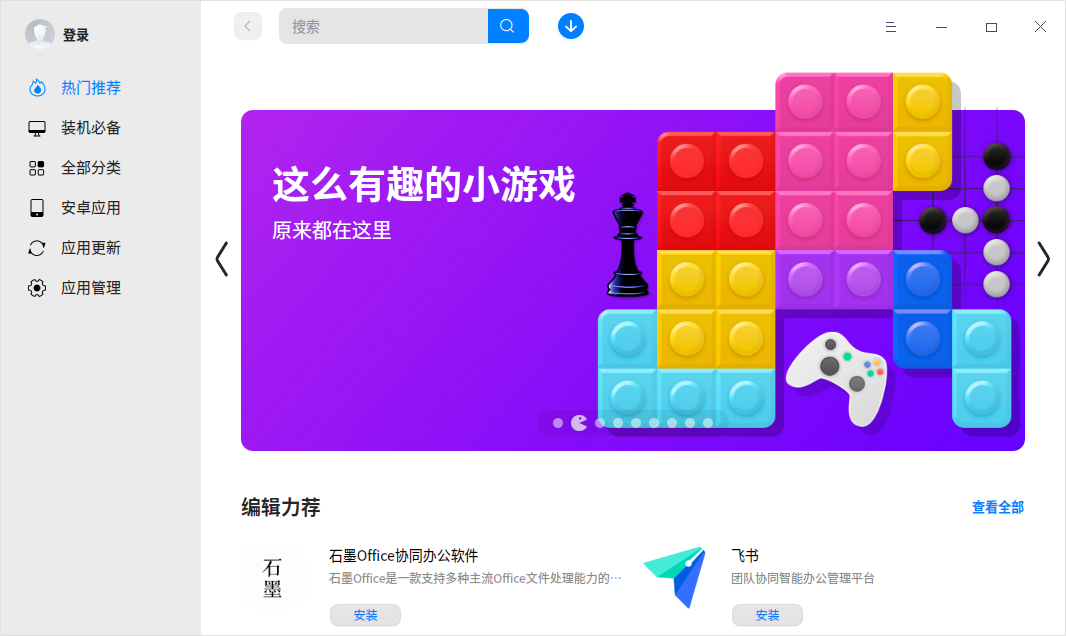 登录
搜索
热门推荐
装机必备
全部分类
安卓应用
应用更新
应用管理
这么有趣的小游戏
原来都在这里
编辑力荐
查看全部
石墨
石墨Office协同办公软件
石墨Office是一款支持多种主流Office文件处理能力的…
安装
飞书
团队协同智能办公管理平台
安装